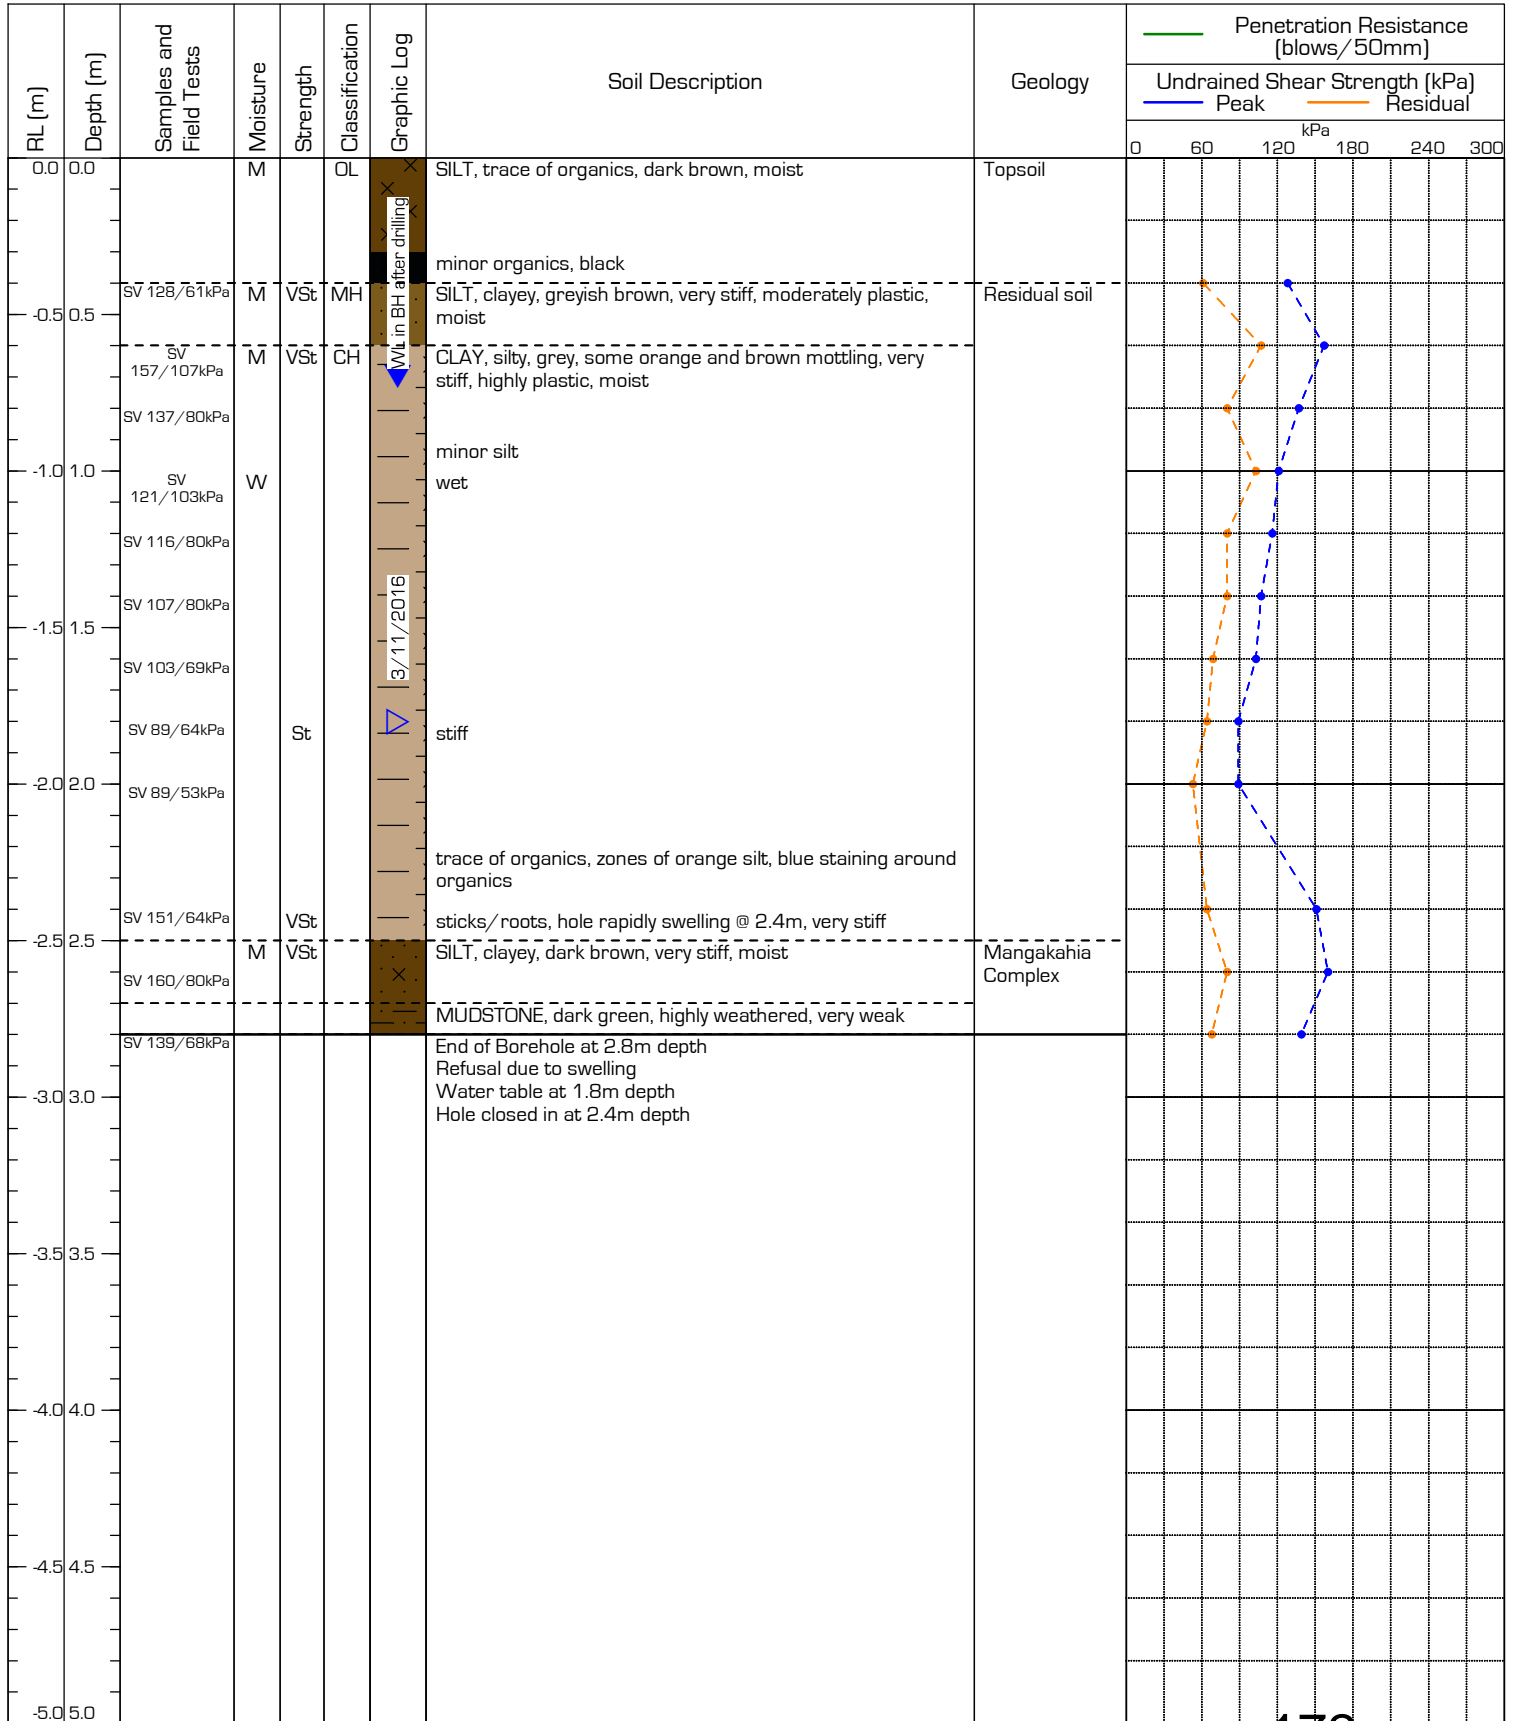 RL (m)
Depth (m)
Samples and
Field Tests
Moisture
Strength
Classification
Graphic Log
Soil Description
Geology
Penetration Resistance
(blows/50mm)
Undrained Shear Strength (kPa)
Peak Residual
kPa
0 60 120 180 240 300
0.0 0.0 M OL SILT, trace of organics, dark brown, moist Topsoil
WL in BH after drilling
minor organics, black
SV 128/61kPa M VSt MH SILT, clayey, greyish brown, very stiff, moderately plastic, Residual soil
moist
-0.5 0.5
SV M VSt CH CLAY, silty, grey, some orange and brown mottling, very
157/107kPa
stiff, highly plastic, moist
SV 137/80kPa
minor silt
-1.0 1.0
SV W wet
121/103kPa
SV 116/80kPa
3/11/2016
SV 107/80kPa
-1.5 1.5
SV 103/69kPa
SV 89/64kPa St stiff
-2.0 2.0
SV 89/53kPa
trace of organics, zones of orange silt, blue staining around
organics
SV 151/64kPa VSt sticks/roots, hole rapidly swelling @ 2.4m, very stiff
-2.5 2.5
M VSt SILT, clayey, dark brown, very stiff, moist Mangakahia
Complex
SV 160/80kPa
MUDSTONE, dark green, highly weathered, very weak
SV 139/68kPa End of Borehole at 2.8m depth
Refusal due to swelling
Water table at 1.8m depth
-3.0 3.0
Hole closed in at 2.4m depth
-3.5 3.5
-4.0 4.0
-4.5 4.5
-5.0 5.0